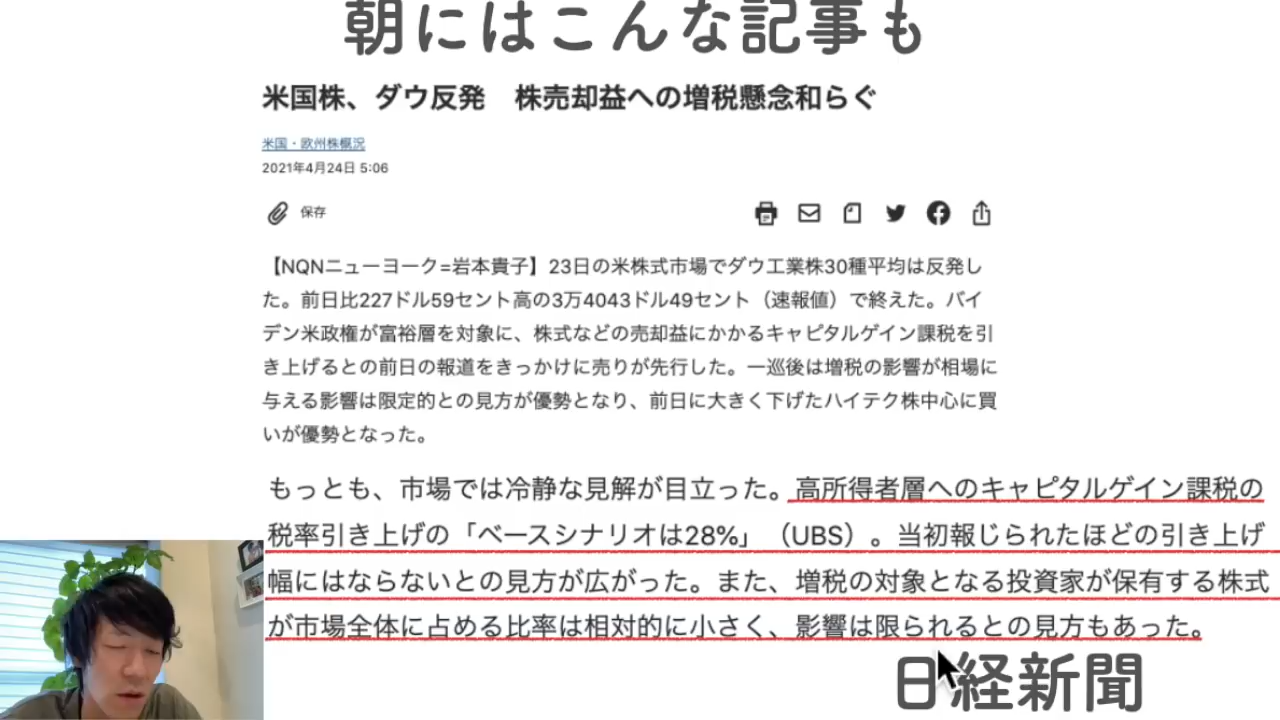 朝にはこんな記事も
米国株、ダウ反発　株売却益への増税懸念和らぐ
米国・欧州株概況
2021年4月24日 5:06
保存
【NQNニューヨーク=岩本貴子】23日の米株式市場でダウ工業株30種平均は反発し
た。前日比227ドル59セント高の3万4043ドル49セント（速報値）で終えた。バイ
デン米政権が富裕層を対象に、株式などの売却益にかかるキャピタルゲイン課税を引
き上げるとの前日の報道をきっかけに売りが先行した。一巡後は増税の影響が相場に
与える影響は限定的との見方が優勢となり、前日に大きく下げたハイテク株中心に買
いが優勢となった。
もっとも、市場では冷静な見解が目立った。高所得者層へのキャピタルゲイン課税の
税率引き上げの「ベースシナリオは28%」（UBS）。当初報じられたほどの引き上げ
幅にはならないとの見方が広がった。また、増税の対象となる投資家が保有する株式
が市場全体に占める比率は相対的に小さく、影響は限られるとの見方もあった。
日経新聞